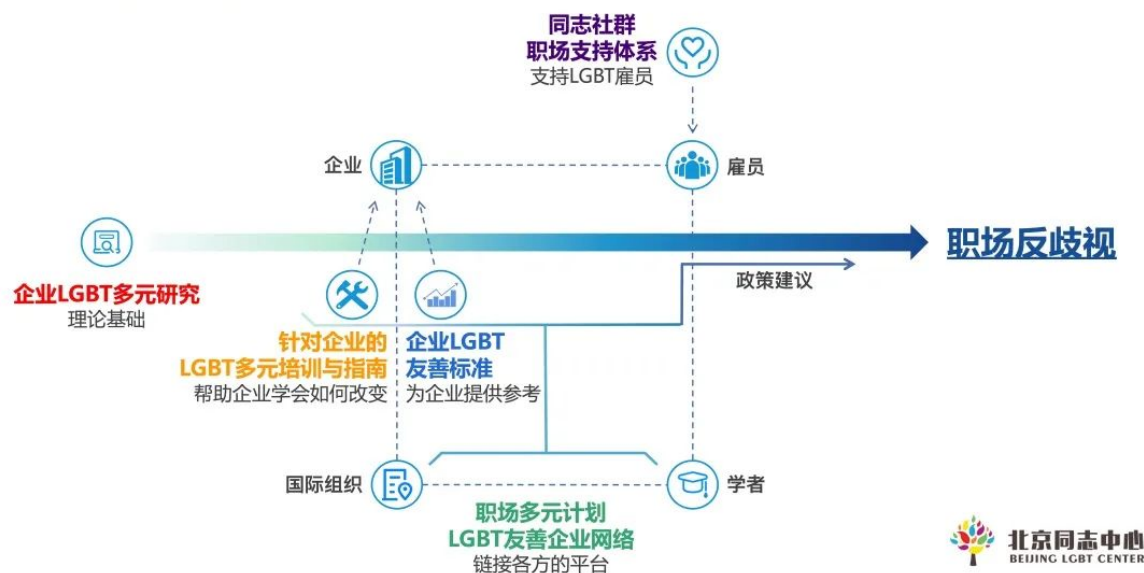 同志社群
职场支持体系
支持LGBT雇员
企业
雇员
职场反歧视
政策建议
企业LGBT多元研究
理论基础
针对企业的
LGBT多元培训与指南
帮助企业学会如何改变
企业LGBT
友善标准
为企业提供参考
国际组织
学者
职场多元计划
LGBT友善企业网络
链接各方的平台
北京同志中心
BEIJING LGBT CENTER